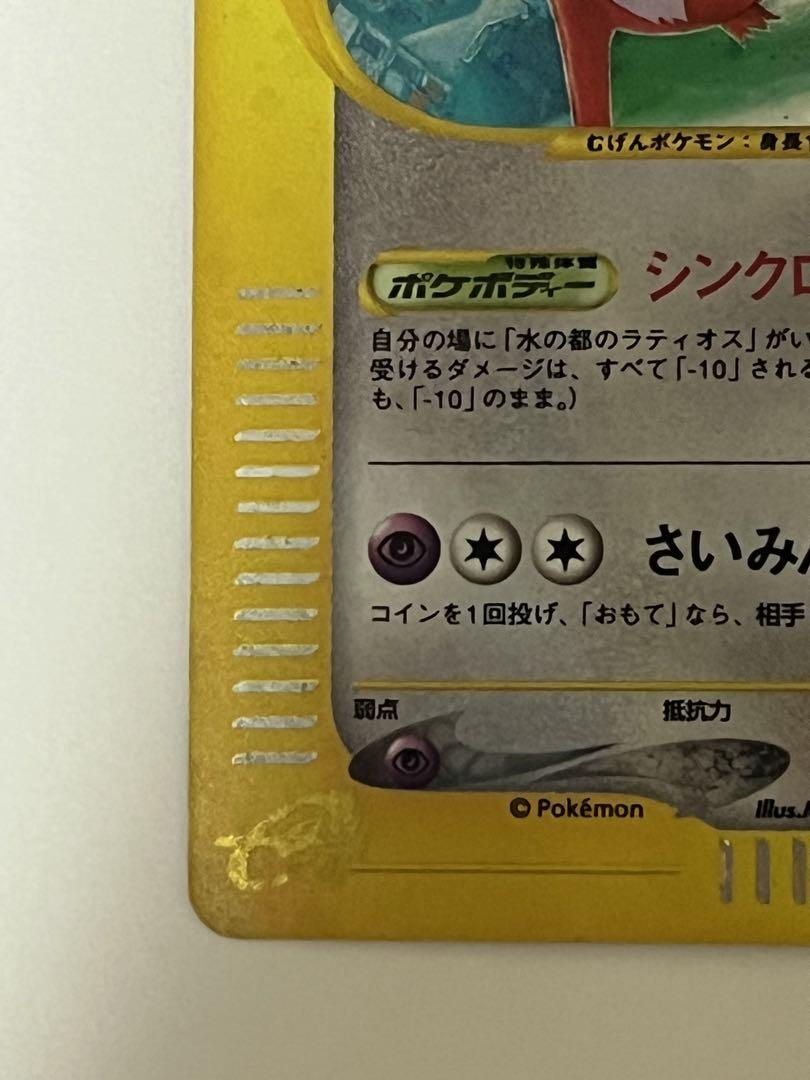 むげんポケモン：身長
特殊体質
ポケボディー
シンクロ
自分の場に「水の都のラティオス」がい
受けるダメージは、すべて「-10」される
も、「-10」のまま。）
さいみん
コインを1回投げ、「おもて」なら、相手
弱点
抵抗力
© Pokémon
Illus.